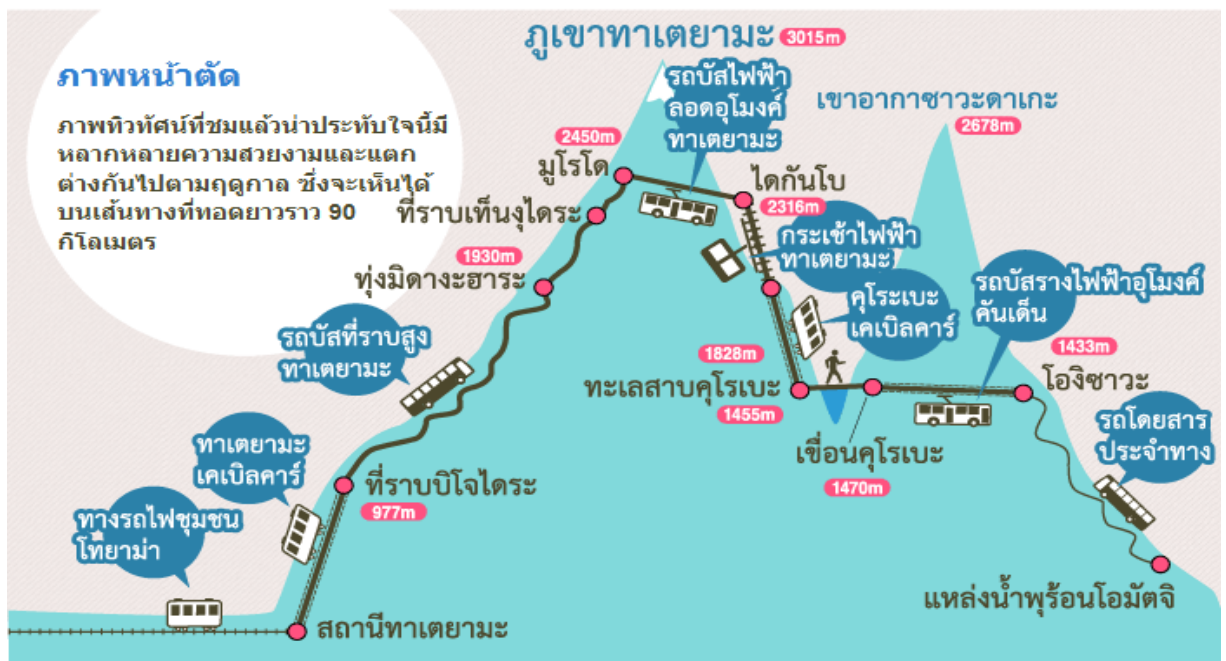 ภูเขาทาเตยามะ 3015m
ภาพหน้าตัด
ภาพทิวทัศน์ที่ชมแล้วน่าประทับใจนี้มี
หลากหลายความสวยงามและแตก
ต่างกันไปตามฤดูกาล ซึ่งจะเห็นได้
บนเส้นทางที่ทอดยาวราว 90
กิโลเมตร
รถบัสไฟฟ้า
ลอดอุโมงค์
ทาเตยามะ
เขาอากาซาวะดาเกะ
2678m
2450m
มูโรโด
ไดกันโบ
2316m
ที่ราบเท็นงุไดระ
กระเช้าไฟฟ้า
ทาเตยามะ
1930m
ทุ่งมิดางะฮาระ
คุโระเบะ
เคเบิลคาร์
รถบัสรางไฟฟ้าอุโมงค์
คันเด็น
รถบัสที่ราบสูง
ทาเตยามะ
1828m
1433m
ทะเลสาบคุโรเบะ
1455m
โองิซาวะ
เขื่อนคุโรเบะ
1470m
รถโดยสาร
ประจำทาง
ทาเตยามะ
เคเบิลคาร์
ที่ราบบิโจไดระ
977m
ทางรถไฟชุมชน
โทยาม่า
แหล่งน้ำพุร้อนโอมัตจิ
สถานีทาเตยามะ